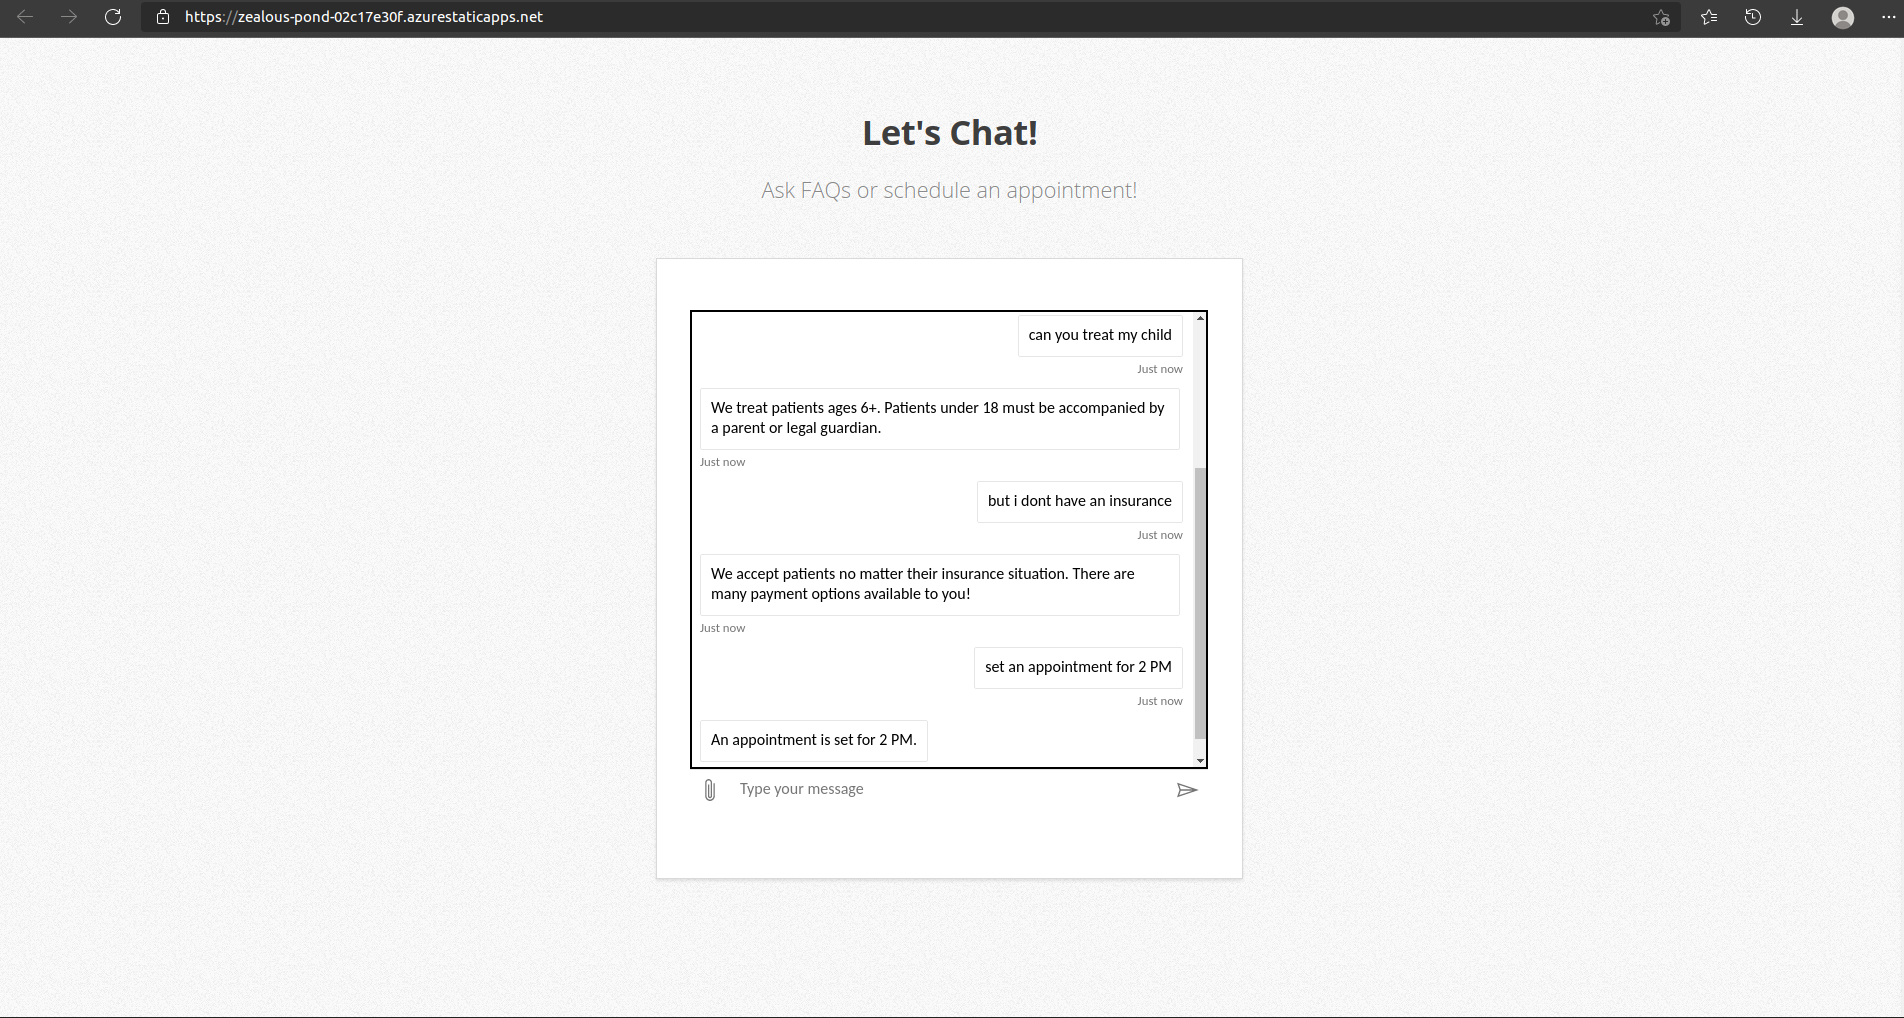 https://zealous-pond-02c17e30f.azurestaticapps.net
Let's Chat!
Ask FAQs or schedule an appointment!
can you treat my child
Just now
We treat patients ages 6+. Patients under 18 must be accompanied by
a parent or legal guardian.
Just now
but i dont have an insurance
Just now
We accept patients no matter their insurance situation. There are
many payment options available to you!
Just now
set an appointment for 2 PM
Just now
An appointment is set for 2 PM.
Type your message